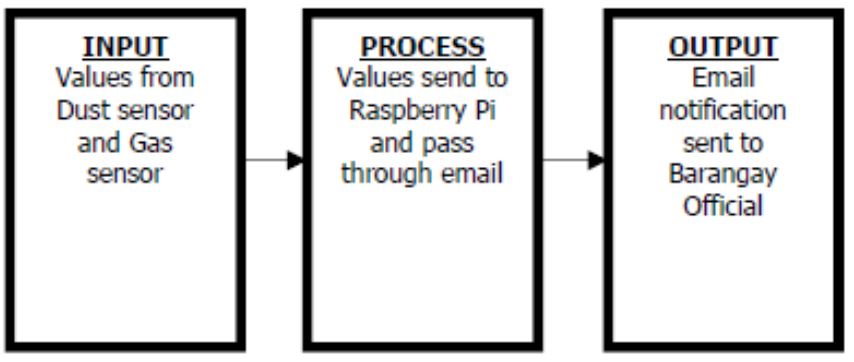 INPUT
Values from
Dust sensor
and Gas
sensor
PROCESS
Values send to
Raspberry Pi
and pass
through email
OUTPUT
Email
notification
sent to
Barangay
Official